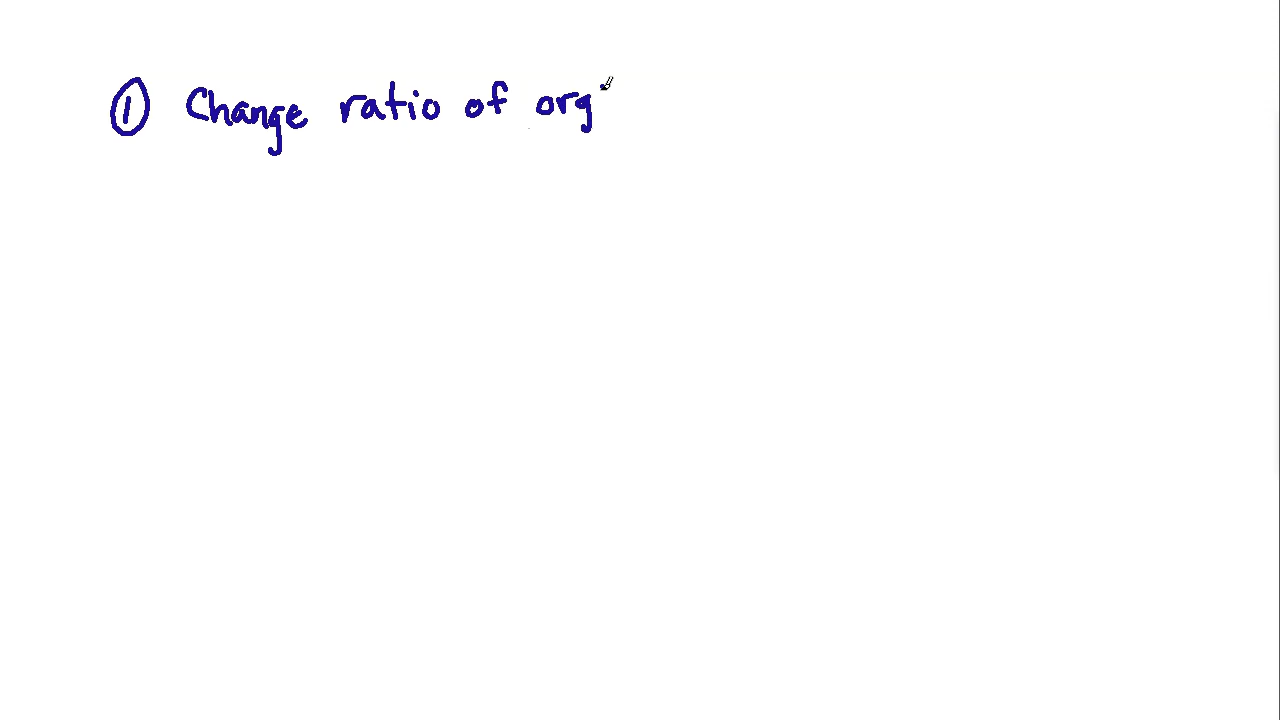 ① Change ratio of org